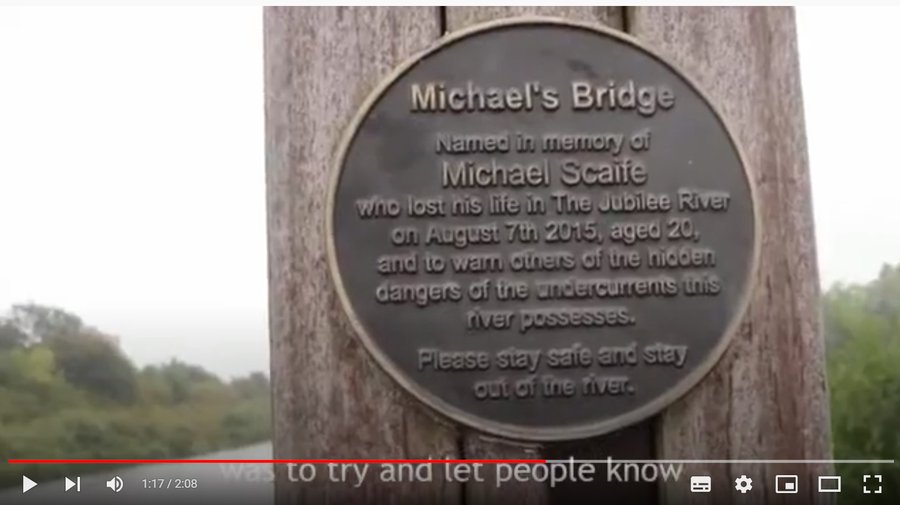 Michael's Bridge
Named in memory of
Michael Scaife
who lost his life in The Jubilee River
on August 7th 2015, aged 20,
and to warn others of the hidden
dangers of the undercurrents this
river possesses.
Please stay safe and stay
out of the river.
was to try and let people know
1:17 / 2:08